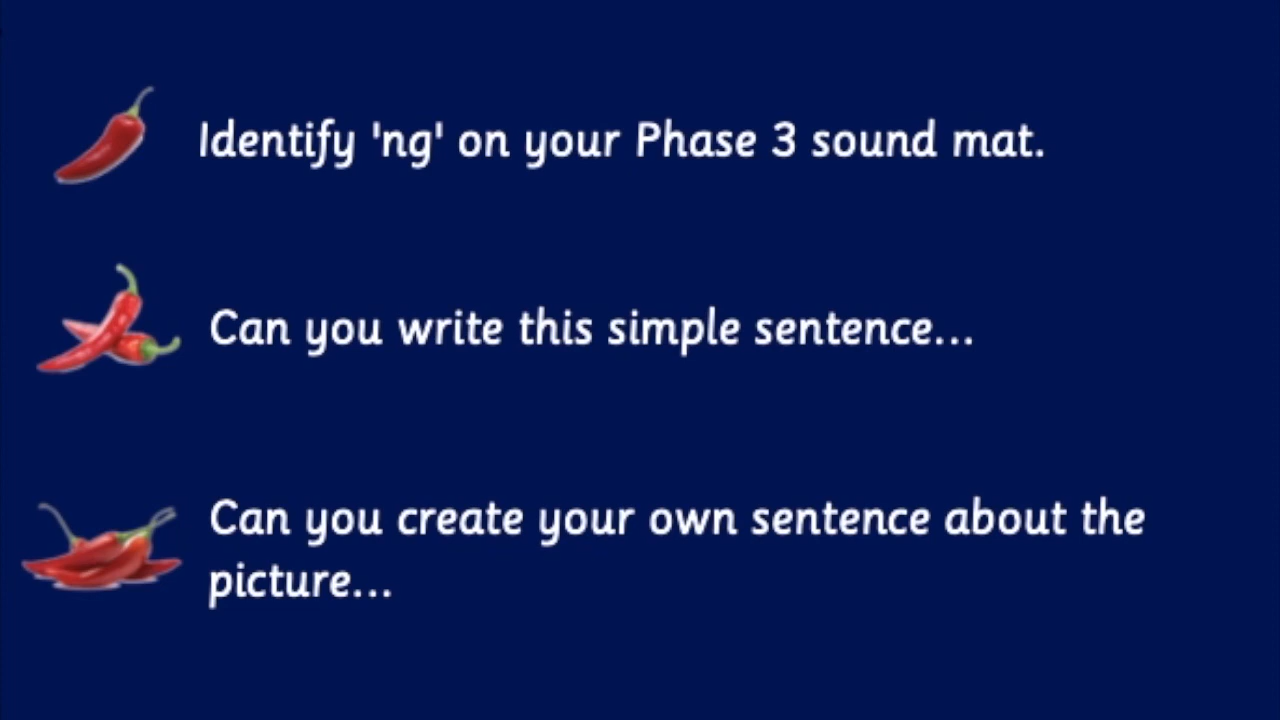 Identify 'ng' on your Phase 3 sound mat.
Can you write this simple sentence...
Can you create your own sentence about the
picture...